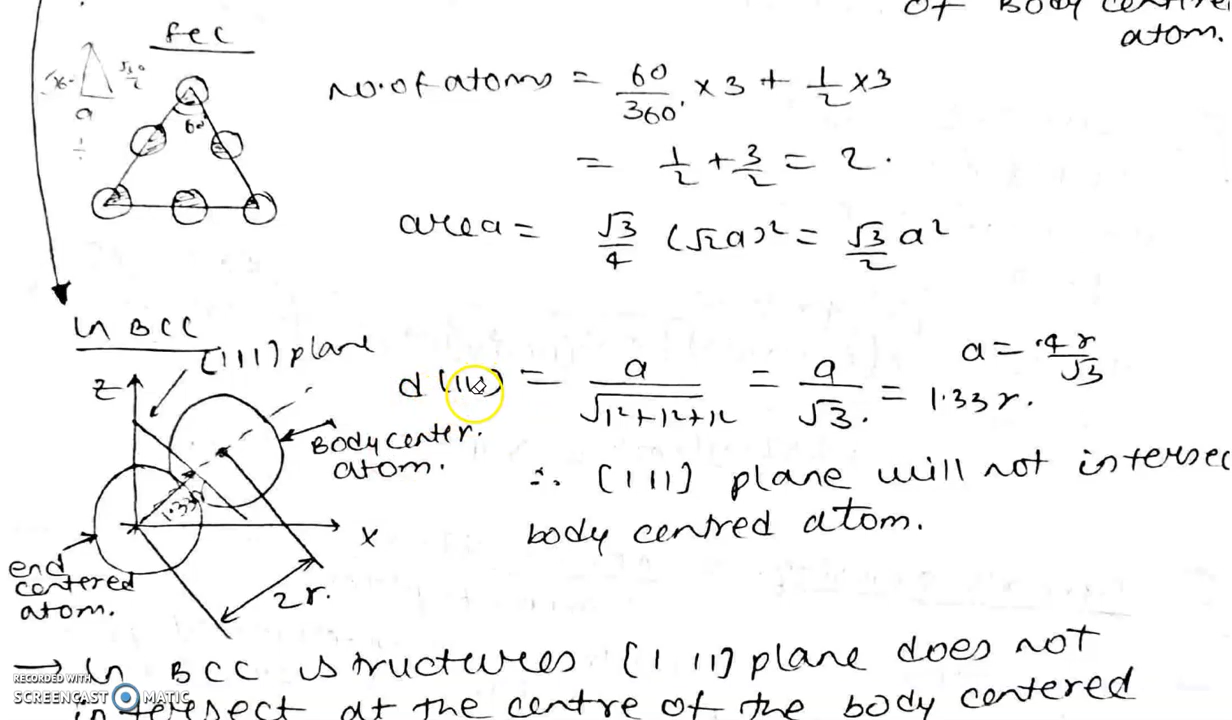 of Body centere
atom.
FCC
a
60°
No. of atoms = 60/360° × 3 + 1/2 × 3
= 1/2 + 3/2 = 2.
area = √3/4 (√2a)² = √3/2 a²
In BCC
(111) plane
Z
d(111) = a/√1²+1²+1² = a/√3. = 1.33r.
a = 4r/√3
Body center.
atom.
1.33r
X
∴ (111) plane will not intersec
body centred atom.
end
centered
atom.
2r.
→ In BCC structures (111) plane does not
intersect at the centre of the body centered
RECORDED WITH
SCREENCAST MATIC